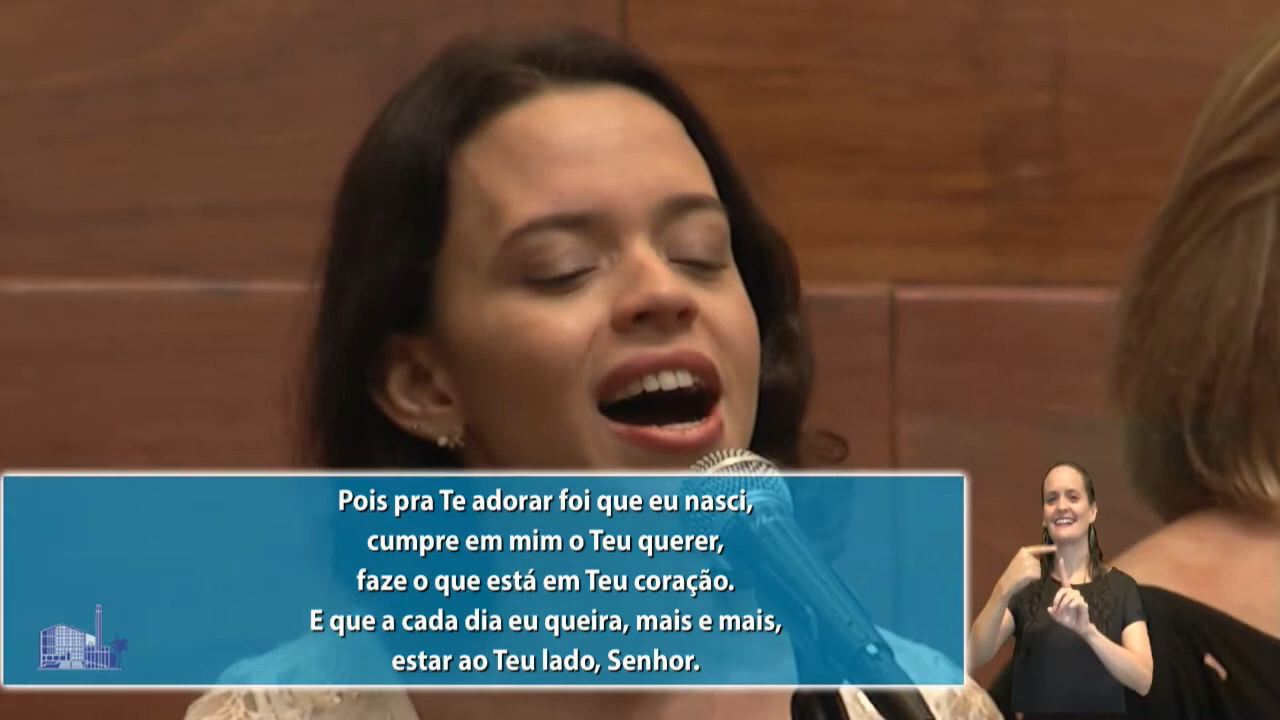 Pois pra Te adorar foi que eu nasci,
cumpre em mim o Teu querer,
faze o que está em Teu coração.
E que a cada dia eu queira, mais e mais,
estar ao Teu lado, Senhor.